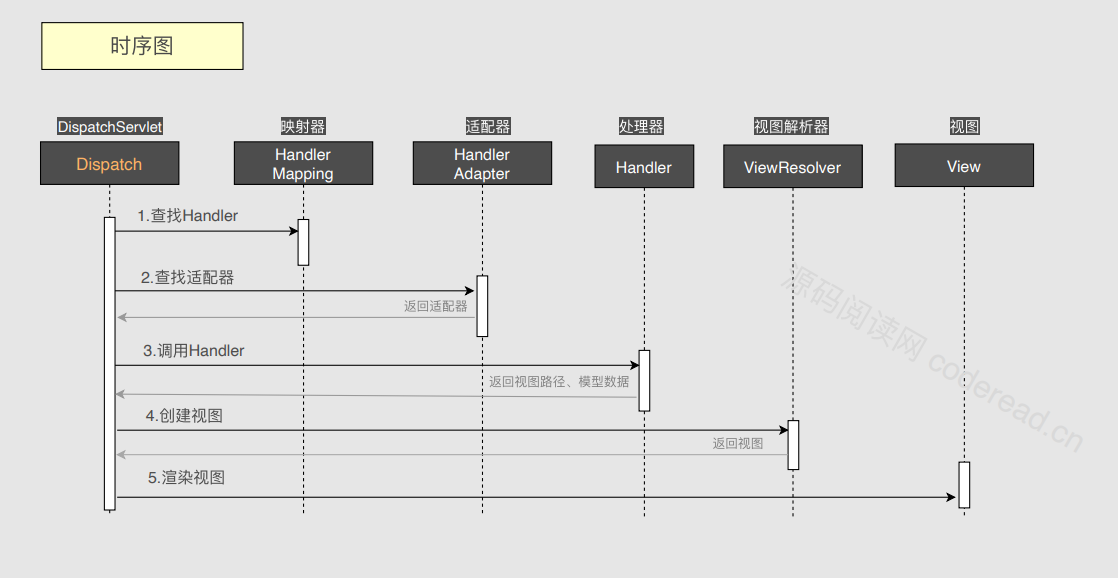 时序图
DispatchServlet
映射器
适配器
处理器
视图解析器
视图
Dispatch
Handler
Mapping
Handler
Adapter
Handler
ViewResolver
View
1.查找Handler
2.查找适配器
返回适配器
3.调用Handler
返回视图路径、模型数据
4.创建视图
返回视图
5.渲染视图
源码阅读网 coderead.cn